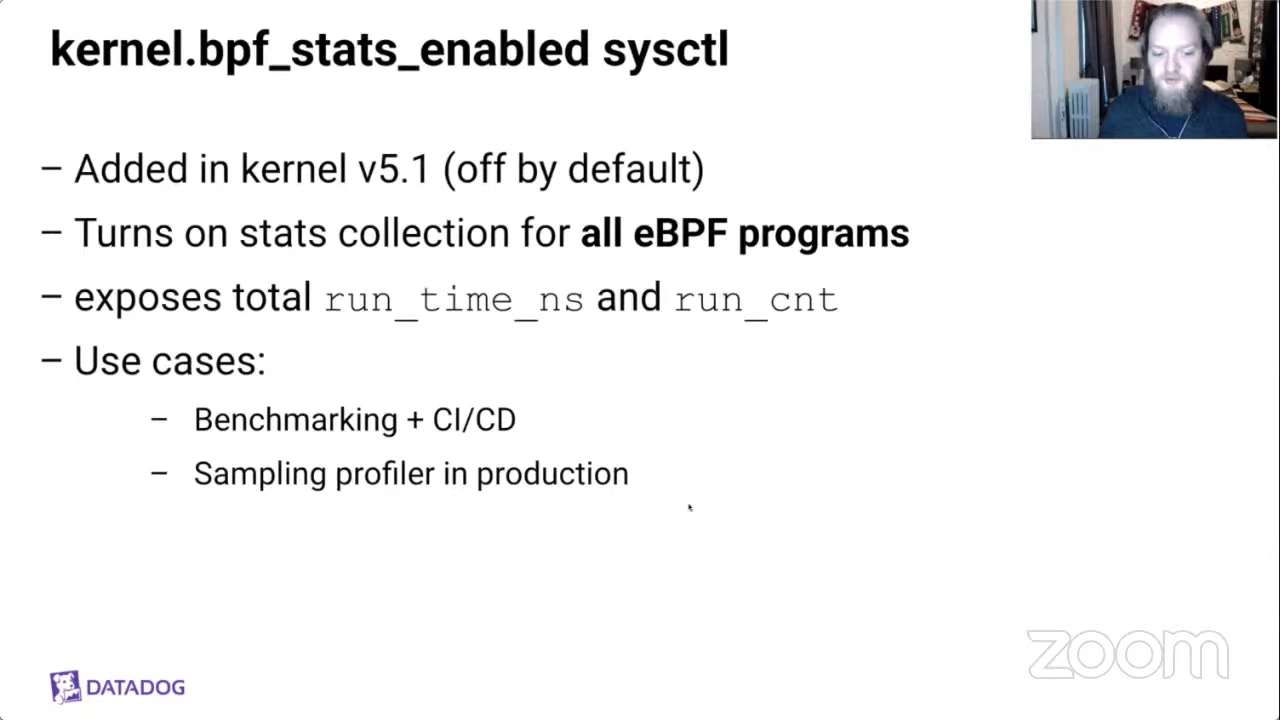 kernel.bpf_stats_enabled sysctl
– Added in kernel v5.1 (off by default)
– Turns on stats collection for all eBPF programs
– exposes total run_time_ns and run_cnt
– Use cases:
– Benchmarking + CI/CD
– Sampling profiler in production
zoom
DATADOG